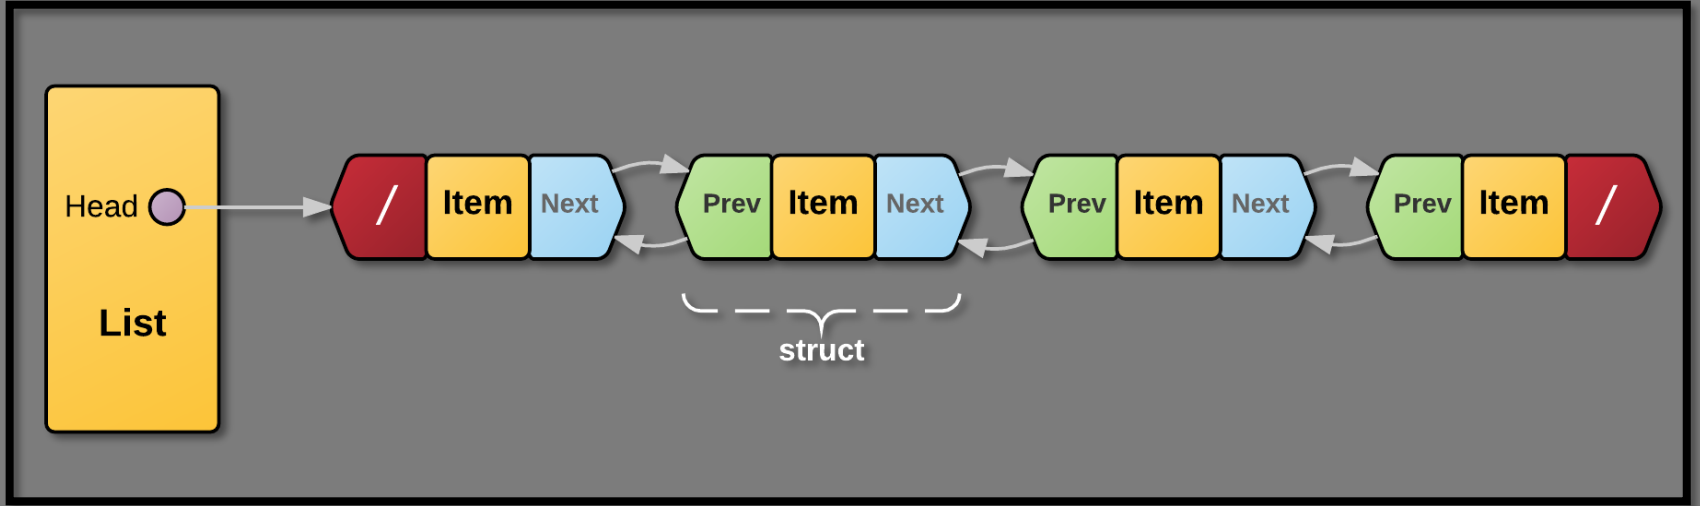 Head
List
/ Item Next
Prev Item Next
Prev Item Next
Prev Item /
struct